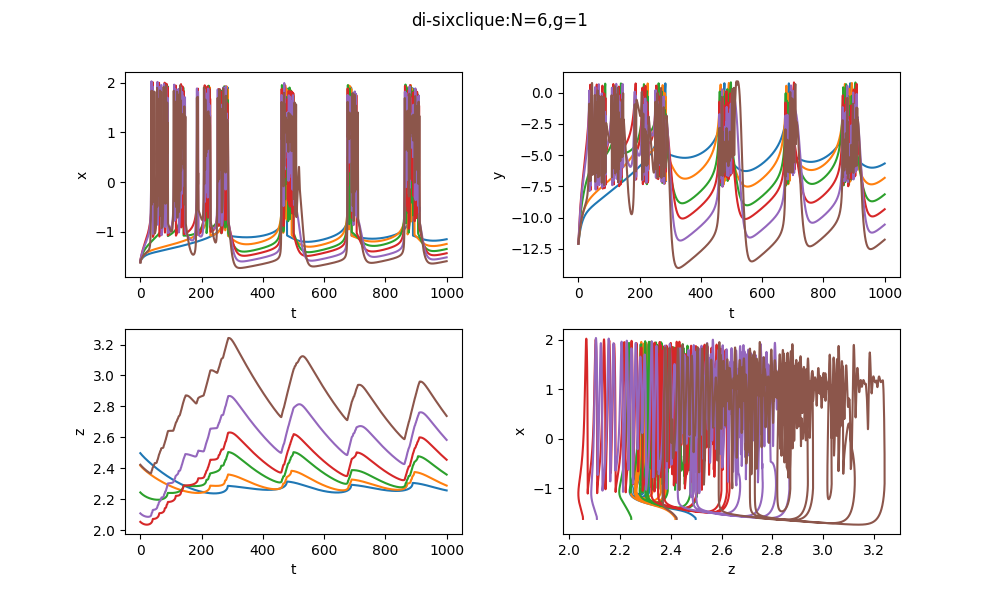 di-sixclique:N=6,g=1
2
1
0
−1
x
0 200 400 600 800 1000
t
0.0
−2.5
−5.0
−7.5
−10.0
−12.5
y
0 200 400 600 800 1000
t
3.2
3.0
2.8
2.6
2.4
2.2
2.0
z
0 200 400 600 800 1000
t
2
1
0
−1
x
2.0 2.2 2.4 2.6 2.8 3.0 3.2
z